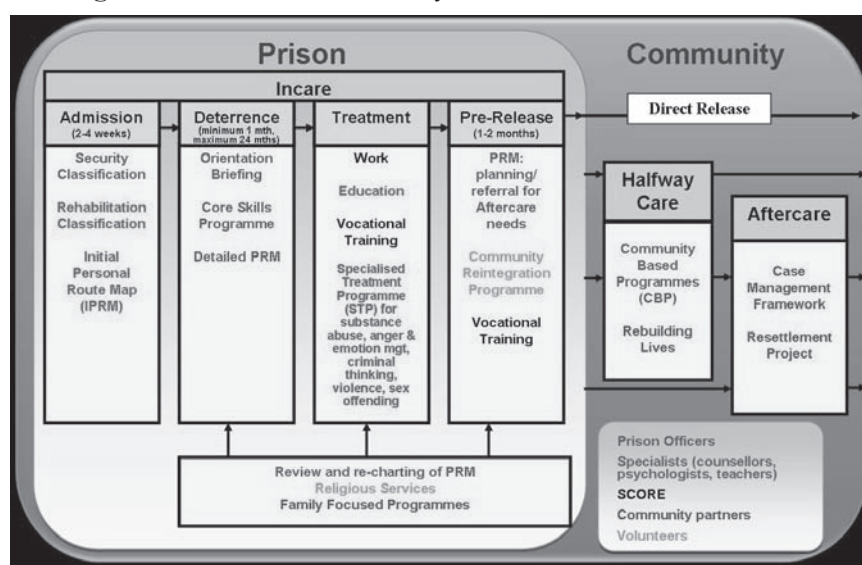 Prison
Community
Incare
Admission
(2-4 weeks)
Security
Classification
Rehabilitation
Classification
Initial
Personal
Route Map
(IPRM)
Deterrence
(minimum 1 mth,
maximum 24 mths)
Orientation
Briefing
Core Skills
Programme
Detailed PRM
Treatment
Work
Education
Vocational
Training
Specialised
Treatment
Programme
(STP) for
substance
abuse, anger &
emotion mgt,
criminal
thinking,
violence, sex
offending
Pre-Release
(1-2 months)
PRM:
planning/
referral for
Aftercare
needs
Community
Reintegration
Programme
Vocational
Training
Review and re-charting of PRM
Religious Services
Family Focused Programmes
Direct Release
Halfway
Care
Community
Based
Programmes
(CBP)
Rebuilding
Lives
Aftercare
Case
Management
Framework
Resettlement
Project
Prison Officers
Specialists (counsellors,
psychologists, teachers)
SCORE
Community partners
Volunteers